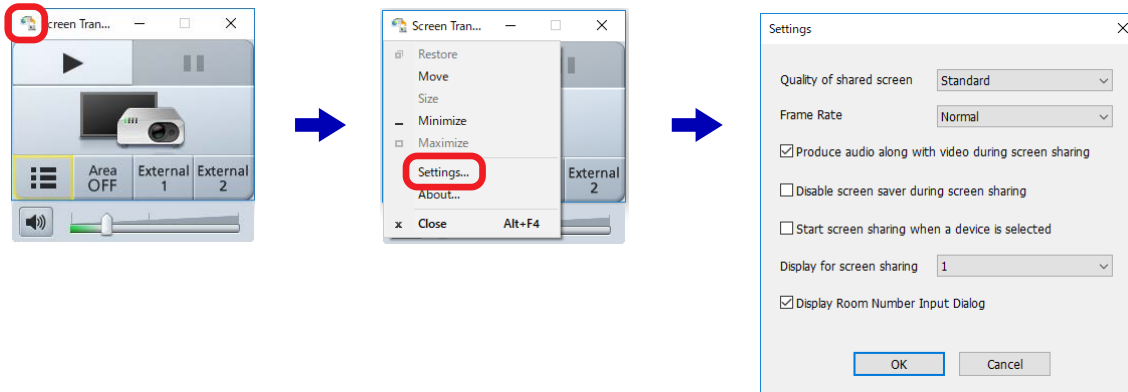 Screen Tran...
Area
OFF
External
1
External
2
Screen Tran...
Restore
Move
Size
Minimize
Maximize
Settings...
About...
x Close Alt+F4
External
2
Settings
Quality of shared screen Standard
Frame Rate Normal
Produce audio along with video during screen sharing
Disable screen saver during screen sharing
Start screen sharing when a device is selected
Display for screen sharing 1
Display Room Number Input Dialog
OK Cancel